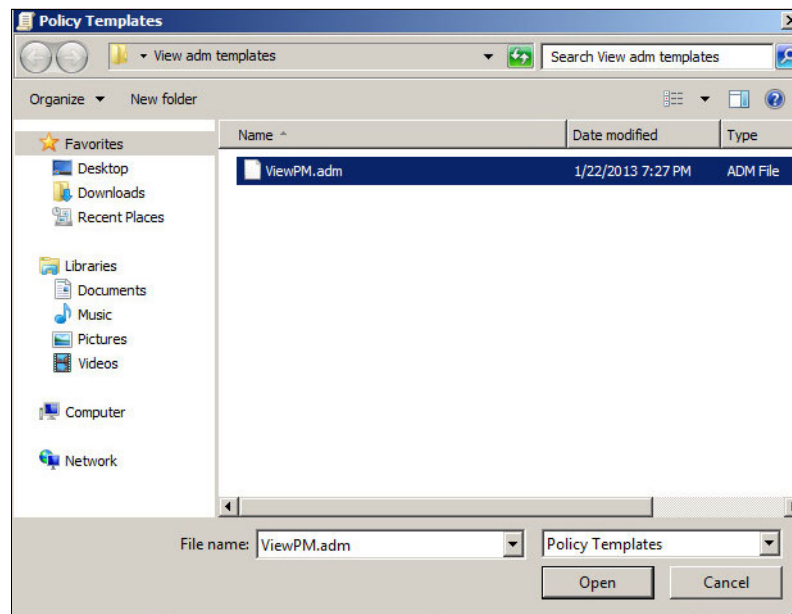 Policy Templates
View adm templates
Search View adm templates
Organize
New folder
Favorites
Desktop
Downloads
Recent Places
Libraries
Documents
Music
Pictures
Videos
Computer
Network
Name
Date modified
Type
ViewPM.adm
1/22/2013 7:27 PM
ADM File
File name:
ViewPM.adm
Policy Templates
Open
Cancel